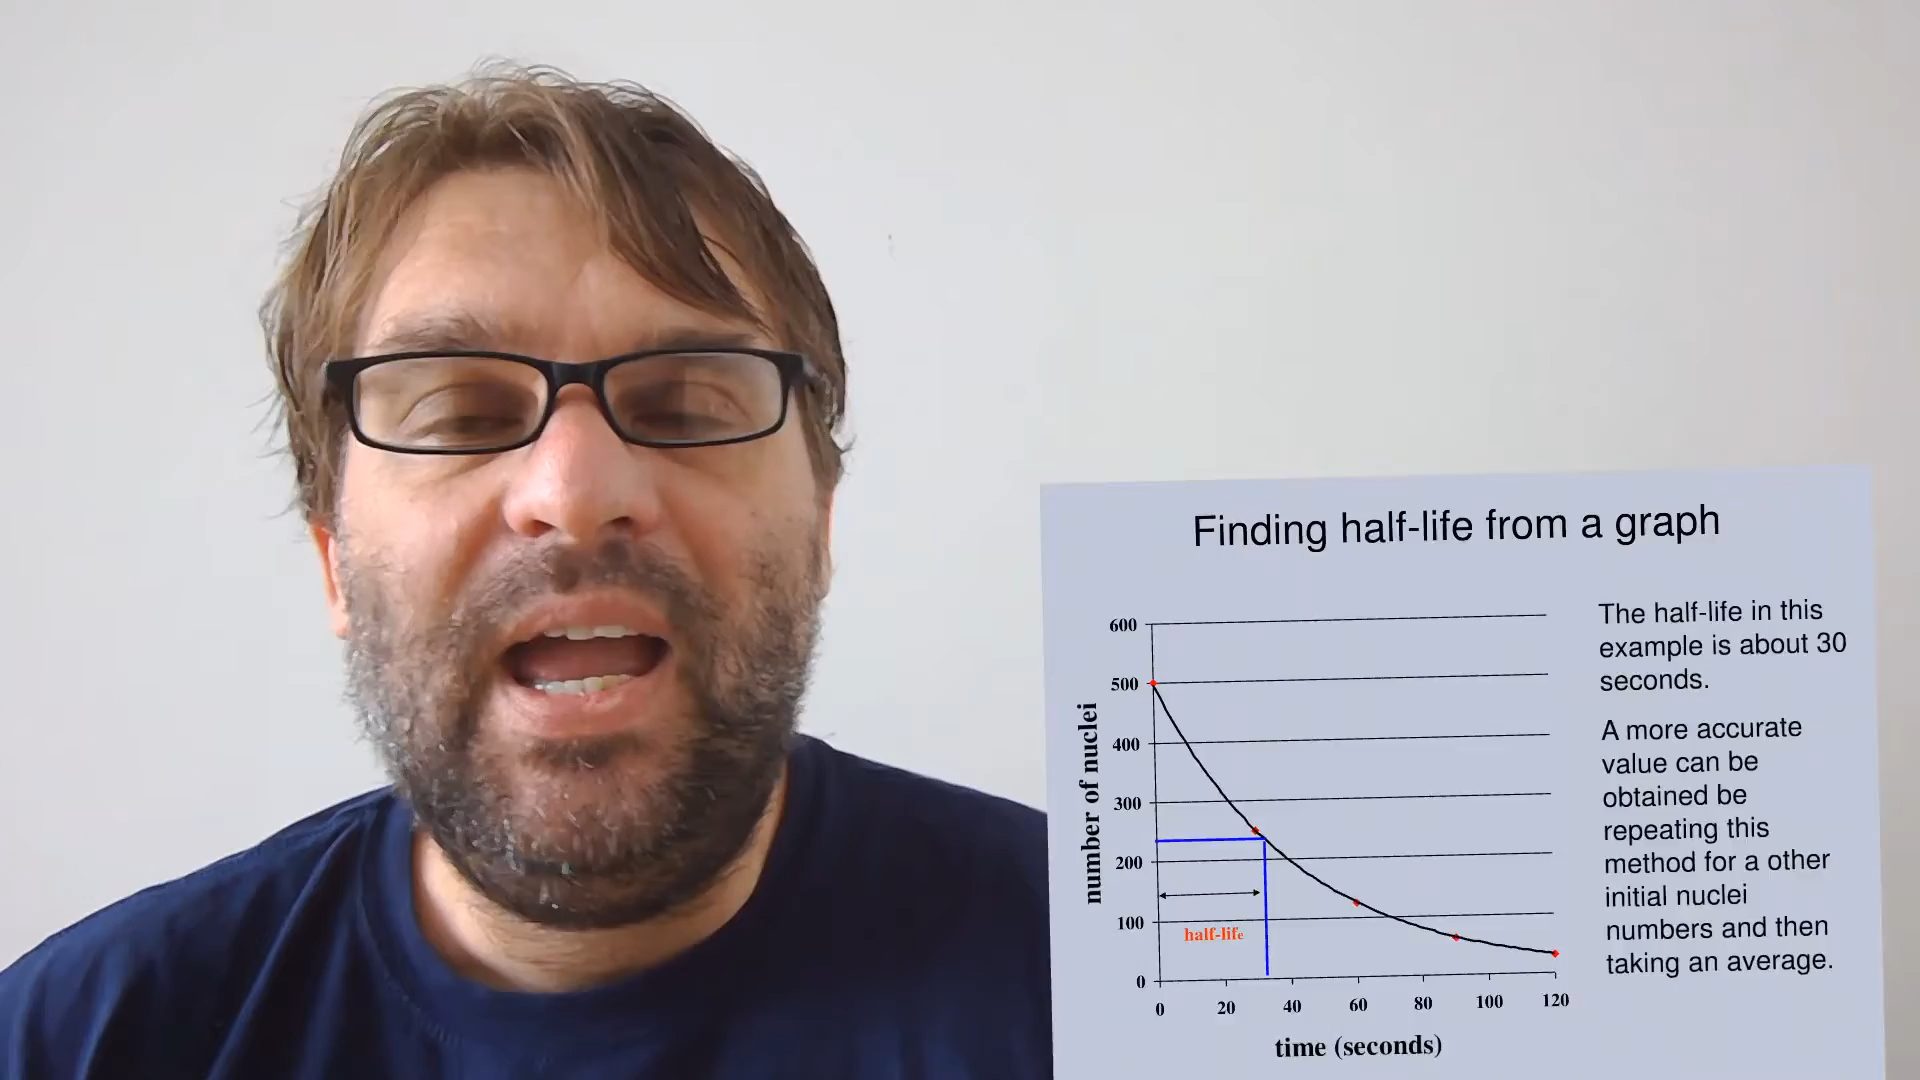 Finding half-life from a graph
600
500
400
300
200
100
0
number of nuclei
half-life
0 20 40 60 80 100 120
time (seconds)
The half-life in this
example is about 30
seconds.
A more accurate
value can be
obtained be
repeating this
method for a other
initial nuclei
numbers and then
taking an average.